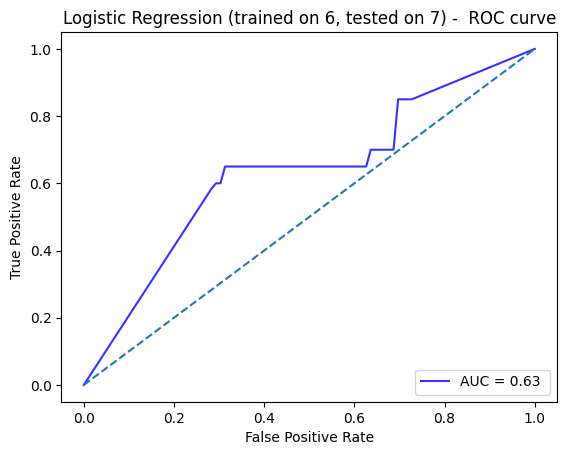 Logistic Regression (trained on 6, tested on 7) -  ROC curve
1.0
0.8
0.6
0.4
0.2
0.0
True Positive Rate
0.0 0.2 0.4 0.6 0.8 1.0
False Positive Rate
AUC = 0.63